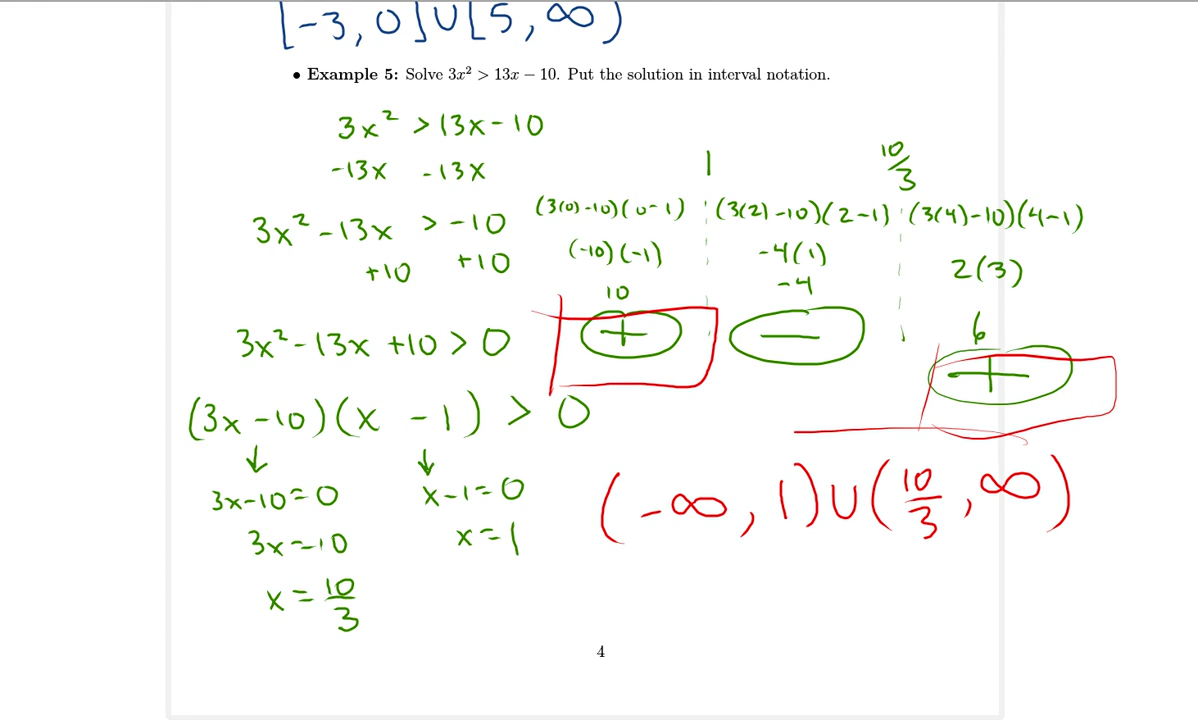 [-3, 0] ∪ [5, ∞)
• Example 5: Solve 3x² > 13x − 10. Put the solution in interval notation.
3x² > 13x - 10
-13x -13x
3x² - 13x > -10
+10 +10
3x² - 13x + 10 > 0
(3x - 10)(x - 1) > 0
↓ ↓
3x - 10 = 0
3x = 10
x = 10/3
x - 1 = 0
x = 1
1
10/3
(3(0) - 10)(0 - 1)
(-10)(-1)
10
+
(3(2) - 10)(2 - 1)
-4(1)
-4
−
(3(4) - 10)(4 - 1)
2(3)
6
+
(-∞, 1) ∪ (10/3, ∞)
4